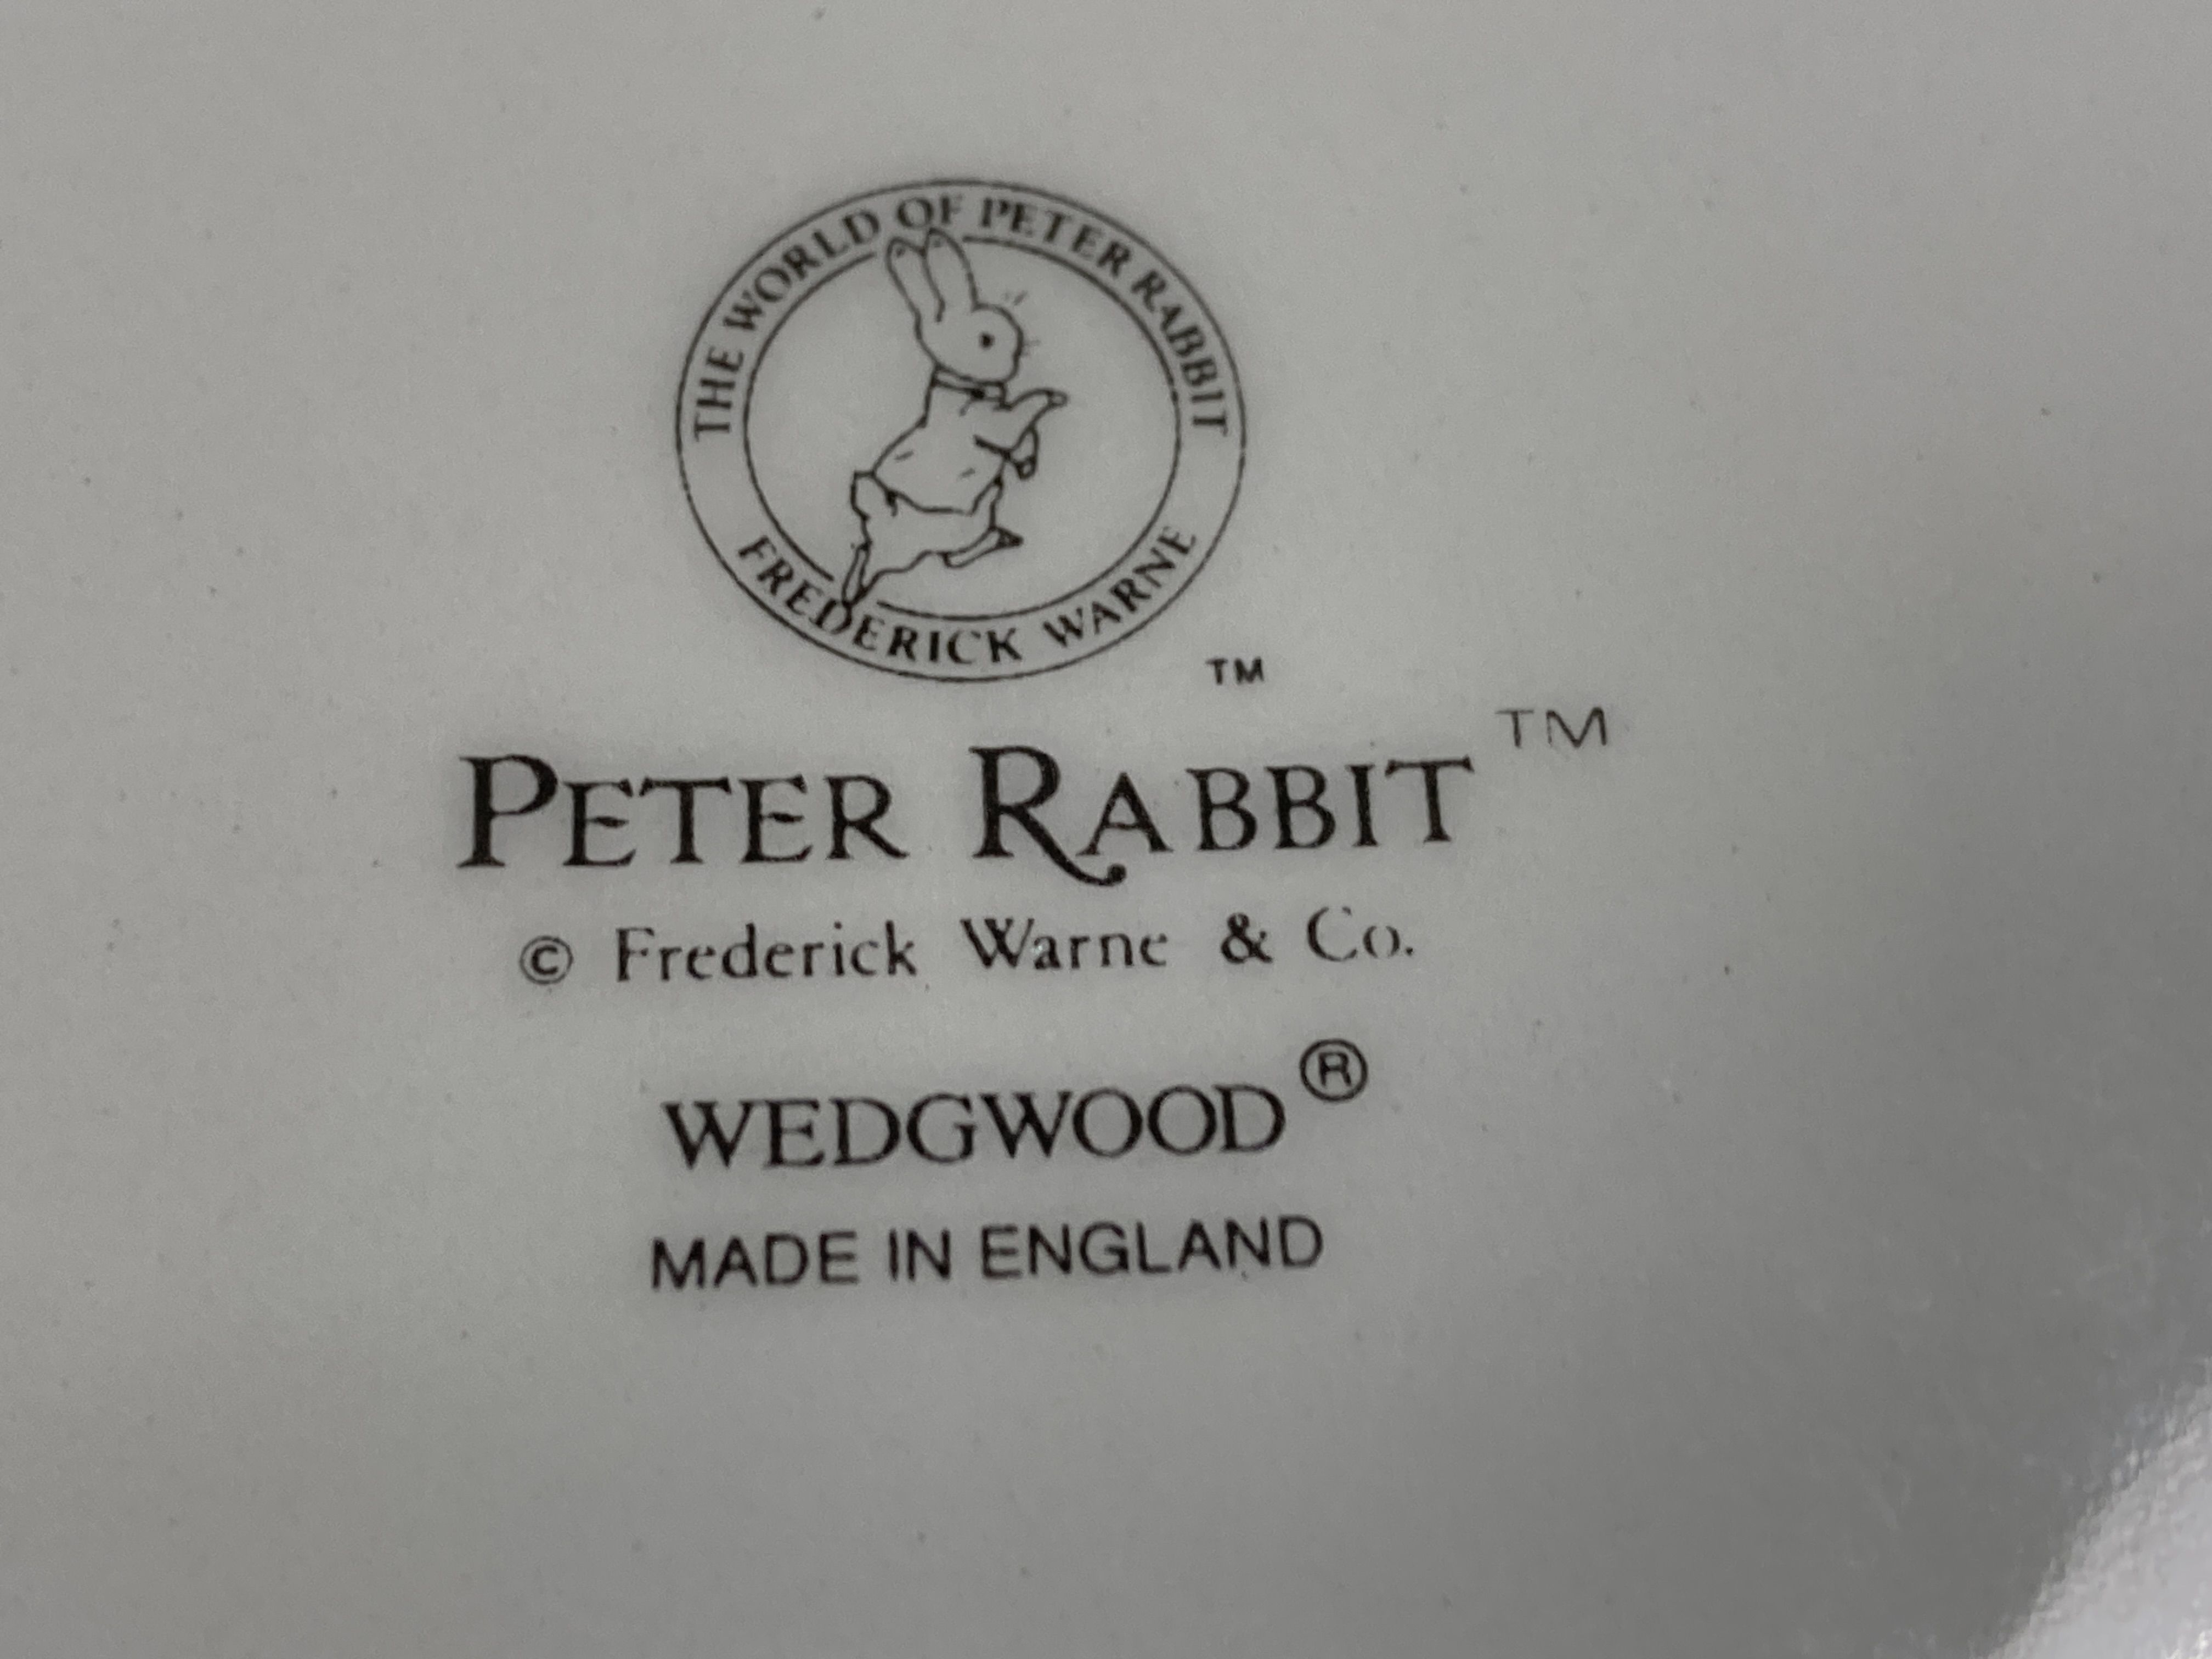 THE WORLD OF PETER RABBIT
FREDERICK WARNE
TM
PETER RABBIT TM
© Frederick Warne & Co.
WEDGWOOD®
MADE IN ENGLAND